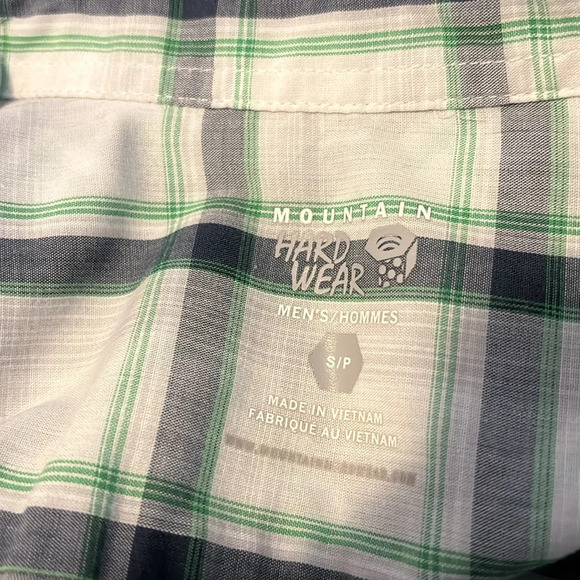 MOUNTAIN
HARD
WEAR
MEN'S/HOMMES
S/P
MADE IN VIETNAM
FABRIQUÉ AU VIETNAM